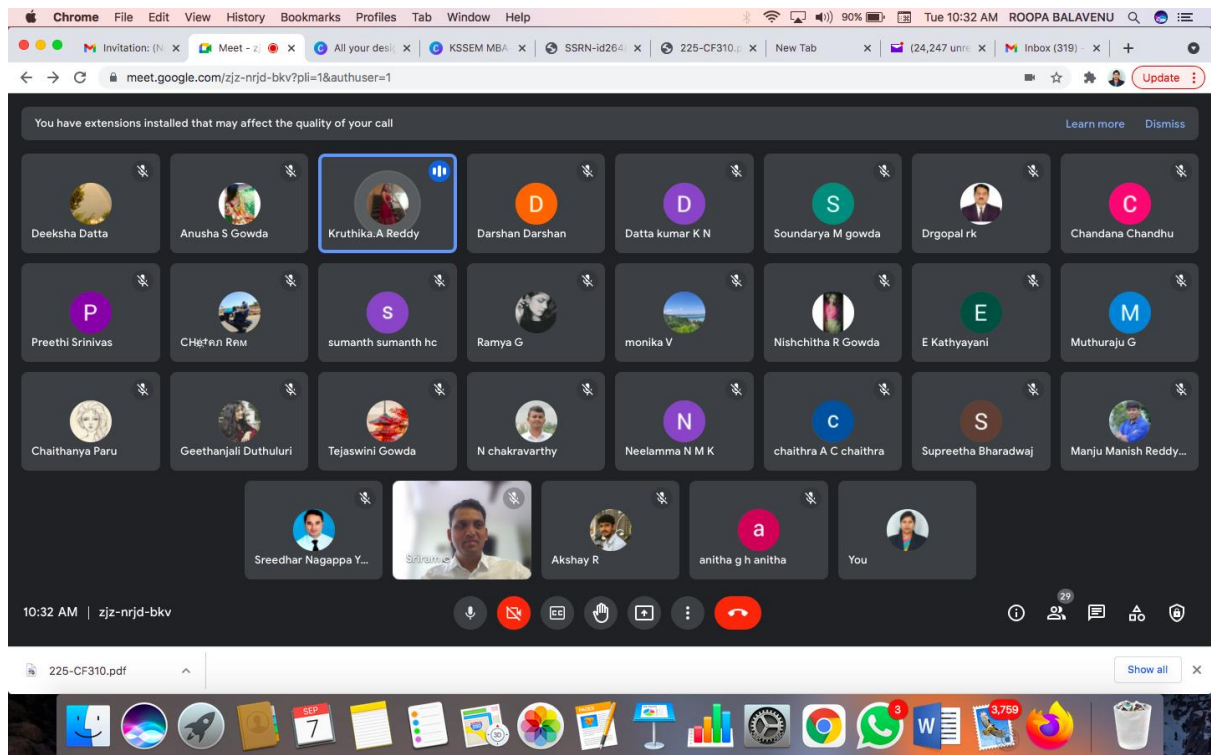 Chrome File Edit View History Bookmarks Profiles Tab Window Help 90% Tue 10:32 AM ROOPA BALAVENU
Invitation: (N Meet - zj All your desig KSSEM MBA SSRN-id264 225-CF310.p New Tab (24,247 unre Inbox (319) -
meet.google.com/zjz-nrjd-bkv?pli=1&authuser=1 Update
You have extensions installed that may affect the quality of your call Learn more Dismiss
D D S C
Deeksha Datta Anusha S Gowda Kruthika.A Reddy Darshan Darshan Datta kumar K N Soundarya M gowda Drgopal rk Chandana Chandhu
P s E M
Preethi Srinivas sumanth sumanth hc Ramya G monika V Nishchitha R Gowda E Kathyayani Muthuraju G
N c S
Chaithanya Paru Geethanjali Duthuluri Tejaswini Gowda N chakravarthy Neelamma N M K chaithra A C chaithra Supreetha Bharadwaj Manju Manish Reddy...
a
Sreedhar Nagappa Y... Akshay R anitha g h anitha You
10:32 AM | zjz-nrjd-bkv CC 29
225-CF310.pdf Show all
SEP
7
PAGES
3
W
3,759